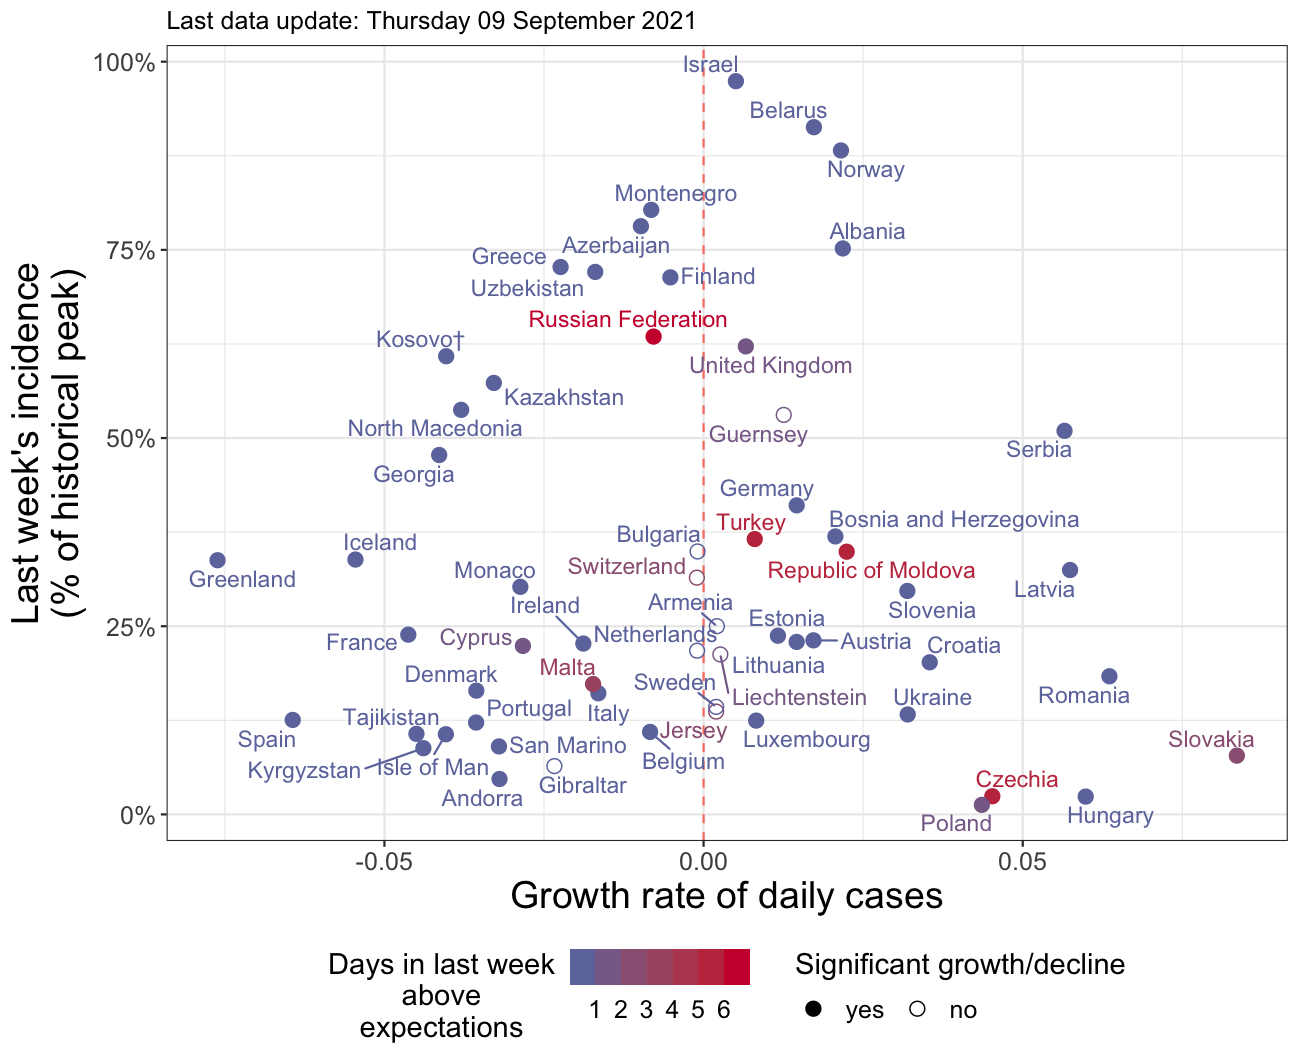 Last data update: Thursday 09 September 2021
100%
75%
50%
25%
0%
Last week's incidence
(% of historical peak)
Israel
Belarus
Norway
Montenegro
Albania
Azerbaijan
Greece
Finland
Uzbekistan
Russian Federation
Kosovo†
United Kingdom
Kazakhstan
North Macedonia
Guernsey
Serbia
Georgia
Germany
Bosnia and Herzegovina
Turkey
Bulgaria
Iceland
Switzerland
Republic of Moldova
Monaco
Greenland
Latvia
Armenia
Ireland
Slovenia
Estonia
Netherlands
Cyprus
France
Austria
Croatia
Malta
Lithuania
Denmark
Sweden
Liechtenstein
Ukraine
Romania
Portugal
Italy
Tajikistan
Jersey
Spain
San Marino
Luxembourg
Slovakia
Belgium
Kyrgyzstan
Isle of Man
Gibraltar
Czechia
Andorra
Hungary
Poland
-0.05
0.00
0.05
Growth rate of daily cases
Days in last week
above
expectations
1 2 3 4 5 6
Significant growth/decline
yes
no